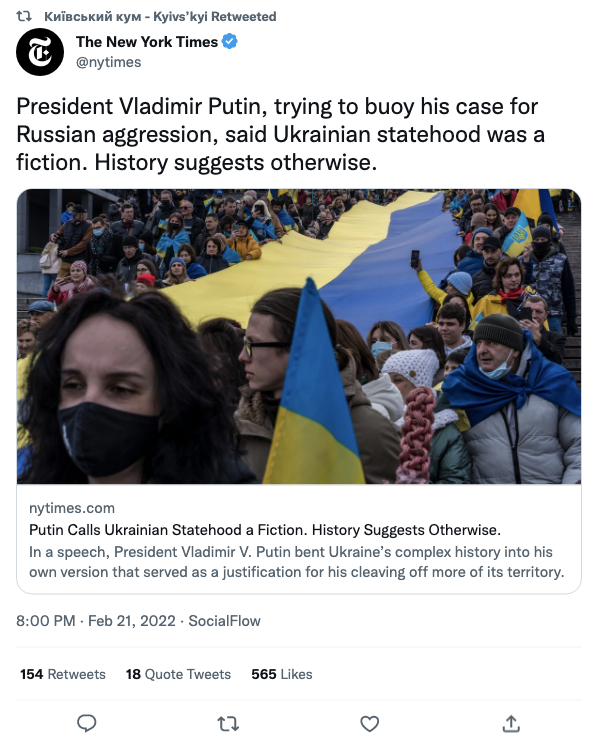 Київський кум - Kyivs’kyi Retweeted
The New York Times
@nytimes
President Vladimir Putin, trying to buoy his case for
Russian aggression, said Ukrainian statehood was a
fiction. History suggests otherwise.
nytimes.com
Putin Calls Ukrainian Statehood a Fiction. History Suggests Otherwise.
In a speech, President Vladimir V. Putin bent Ukraine’s complex history into his
own version that served as a justification for his cleaving off more of its territory.
8:00 PM · Feb 21, 2022 · SocialFlow
154 Retweets 18 Quote Tweets 565 Likes